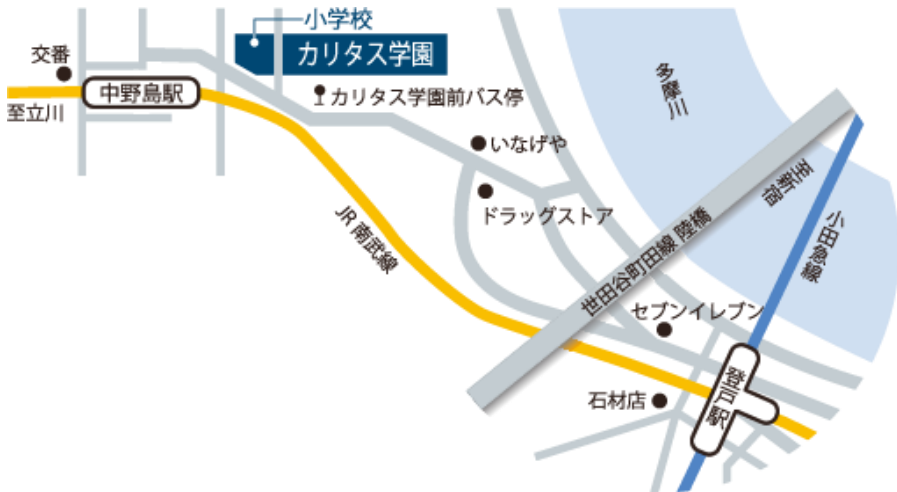 小学校
カリタス学園
交番
中野島駅
至立川
カリタス学園前バス停
いなげや
ドラッグストア
JR 南武線
多摩川
至新宿
小田急線
世田谷町田線 陸橋
セブンイレブン
石材店
登戸駅